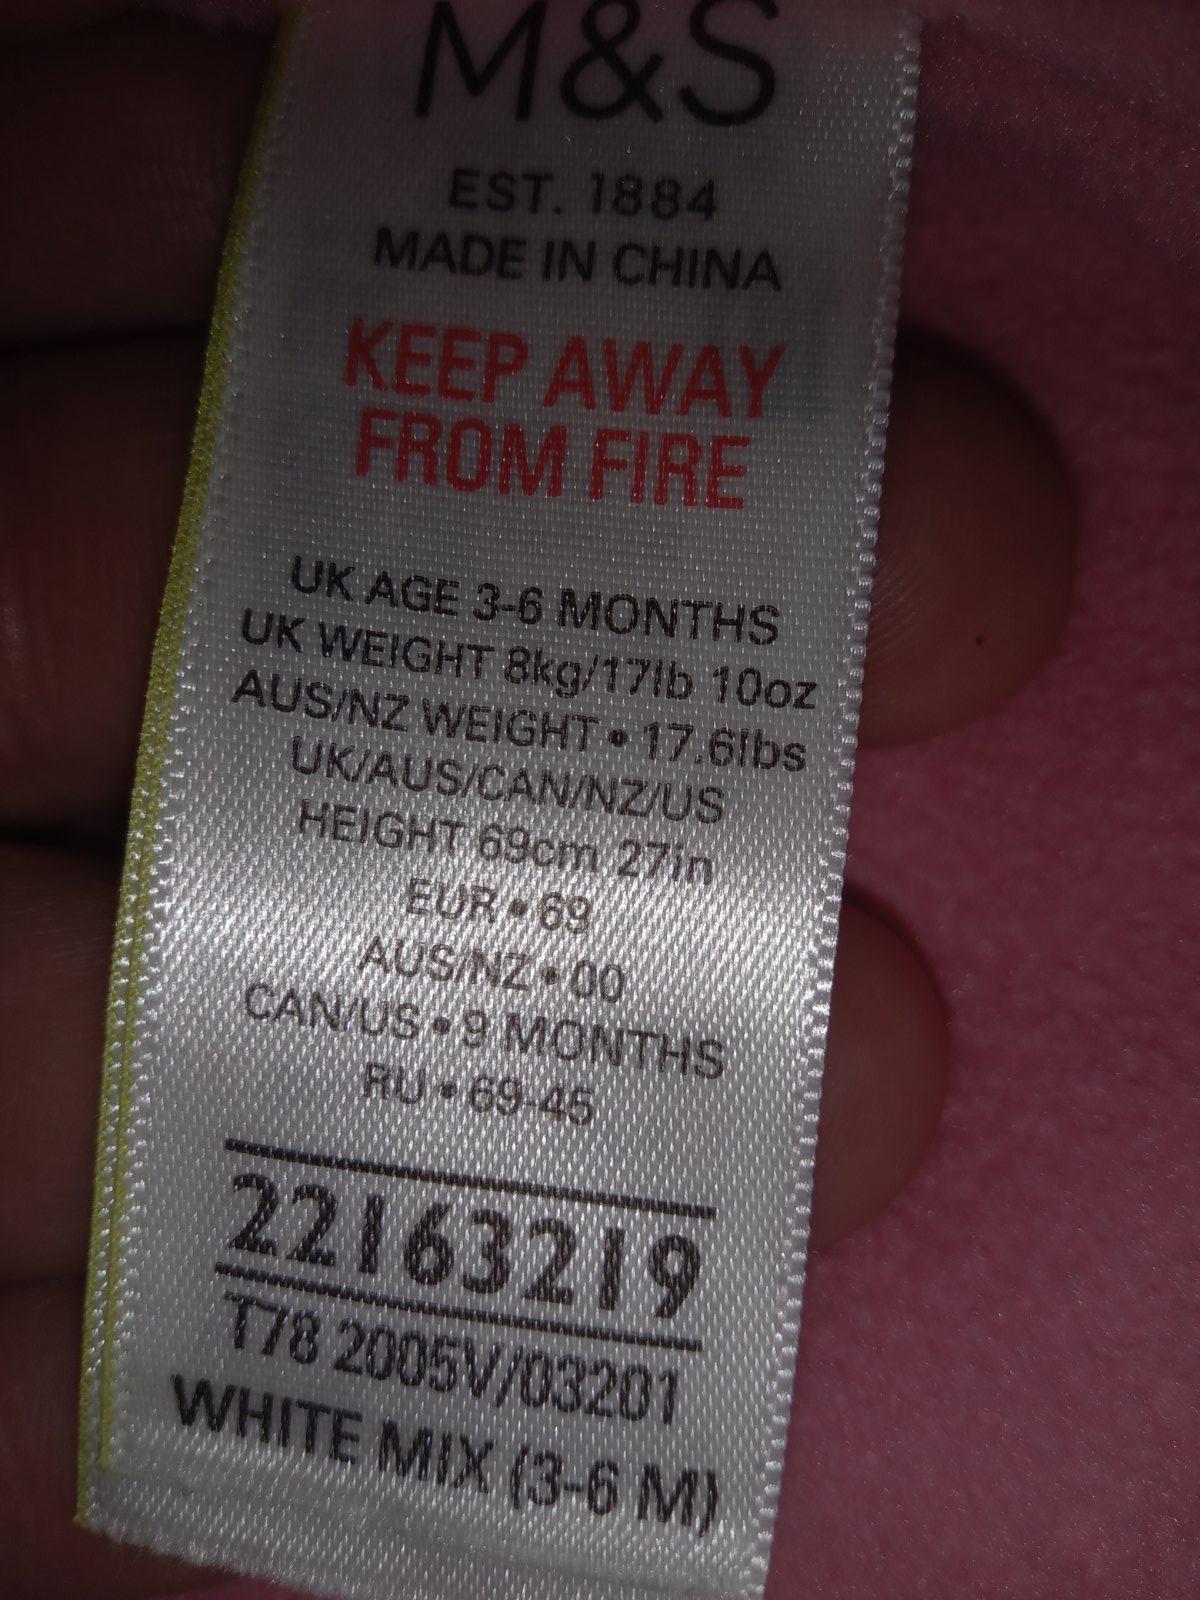 M&S
EST. 1884
MADE IN CHINA
KEEP AWAY
FROM FIRE
UK AGE 3-6 MONTHS
UK WEIGHT 8kg/17lb 10oz
AUS/NZ WEIGHT • 17.6lbs
UK/AUS/CAN/NZ/US
HEIGHT 69cm 27in
EUR • 69
AUS/NZ • 00
CAN/US • 9 MONTHS
RU • 69-45
22163219
T78 2005V/03201
WHITE MIX (3-6 M)